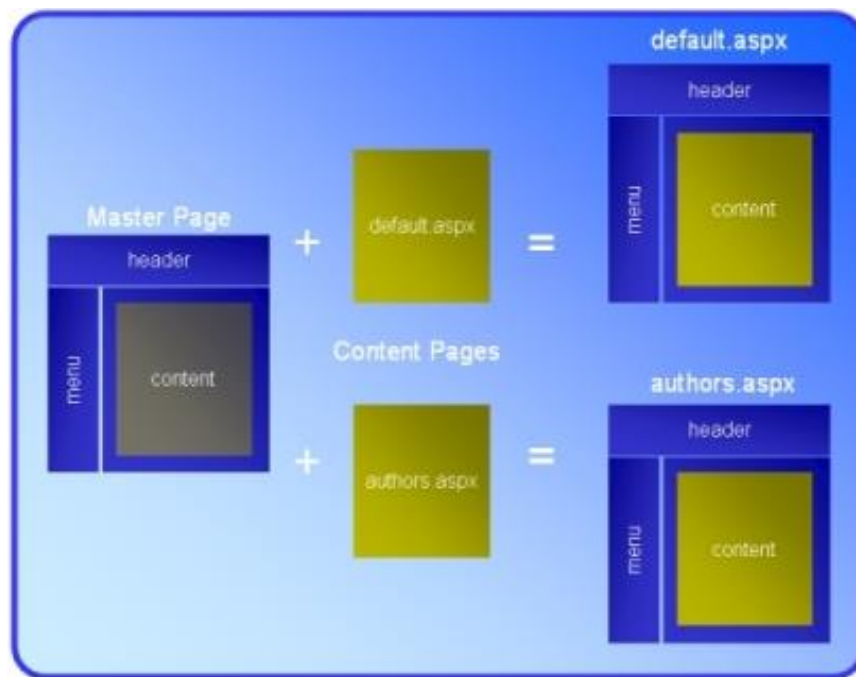 Master Page
header
menu
content
+
default.aspx
=
default.aspx
header
menu
content
Content Pages
+
authors.aspx
=
authors.aspx
header
menu
content